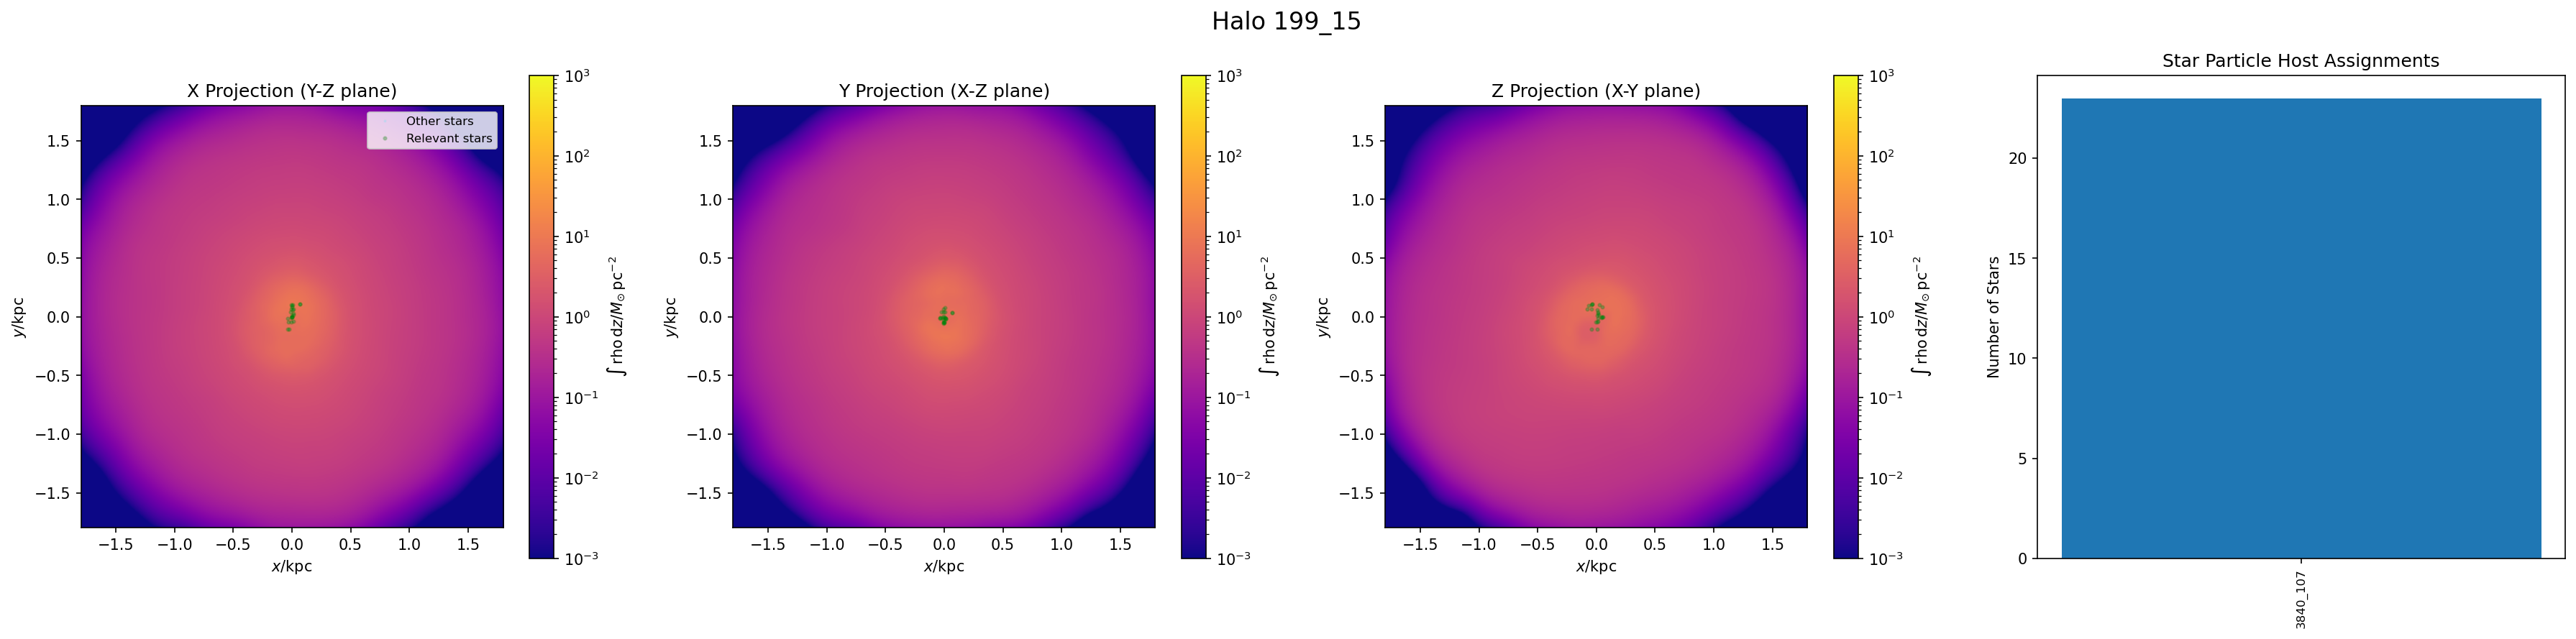 Halo 199_15
X Projection (Y-Z plane)
Other stars
Relevant stars
1.5
1.0
0.5
0.0
−0.5
−1.0
−1.5
y/kpc
−1.5 −1.0 −0.5 0.0 0.5 1.0 1.5
x/kpc
10³
10²
10¹
10⁰
10⁻¹
10⁻²
10⁻³
∫ rho dz/M⊙ pc⁻²
Y Projection (X-Z plane)
1.5
1.0
0.5
0.0
−0.5
−1.0
−1.5
y/kpc
−1.5 −1.0 −0.5 0.0 0.5 1.0 1.5
x/kpc
10³
10²
10¹
10⁰
10⁻¹
10⁻²
10⁻³
∫ rho dz/M⊙ pc⁻²
Z Projection (X-Y plane)
1.5
1.0
0.5
0.0
−0.5
−1.0
−1.5
y/kpc
−1.5 −1.0 −0.5 0.0 0.5 1.0 1.5
x/kpc
10³
10²
10¹
10⁰
10⁻¹
10⁻²
10⁻³
∫ rho dz/M⊙ pc⁻²
Star Particle Host Assignments
20
15
10
5
0
Number of Stars
3840_107